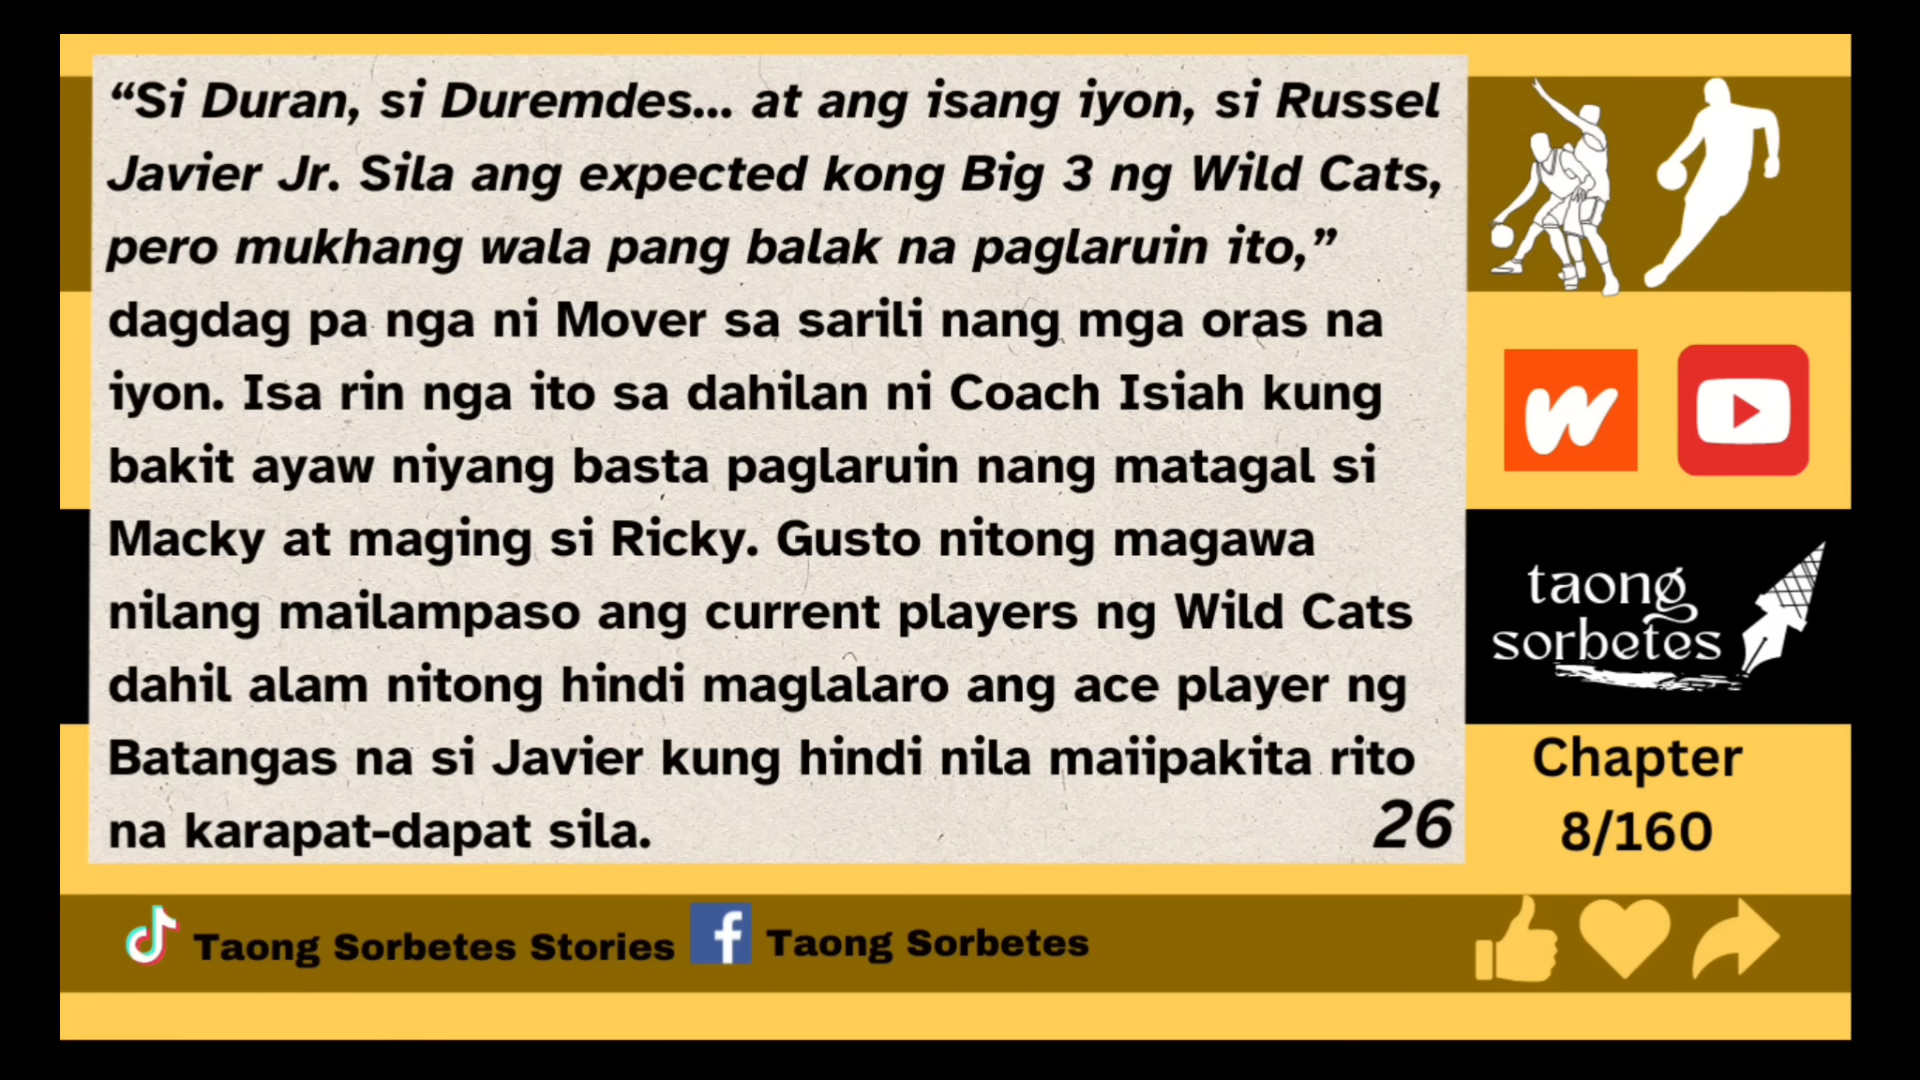 “Si Duran, si Duremdes... at ang isang iyon, si Russel
Javier Jr. Sila ang expected kong Big 3 ng Wild Cats,
pero mukhang wala pang balak na paglaruin ito,”
dagdag pa nga ni Mover sa sarili nang mga oras na
iyon. Isa rin nga ito sa dahilan ni Coach Isiah kung
bakit ayaw niyang basta paglaruin nang matagal si
Macky at maging si Ricky. Gusto nitong magawa
nilang mailampaso ang current players ng Wild Cats
dahil alam nitong hindi maglalaro ang ace player ng
Batangas na si Javier kung hindi nila maiipakita rito
na karapat-dapat sila.
26
taong
sorbetes
Chapter
8/160
Taong Sorbetes Stories
Taong Sorbetes